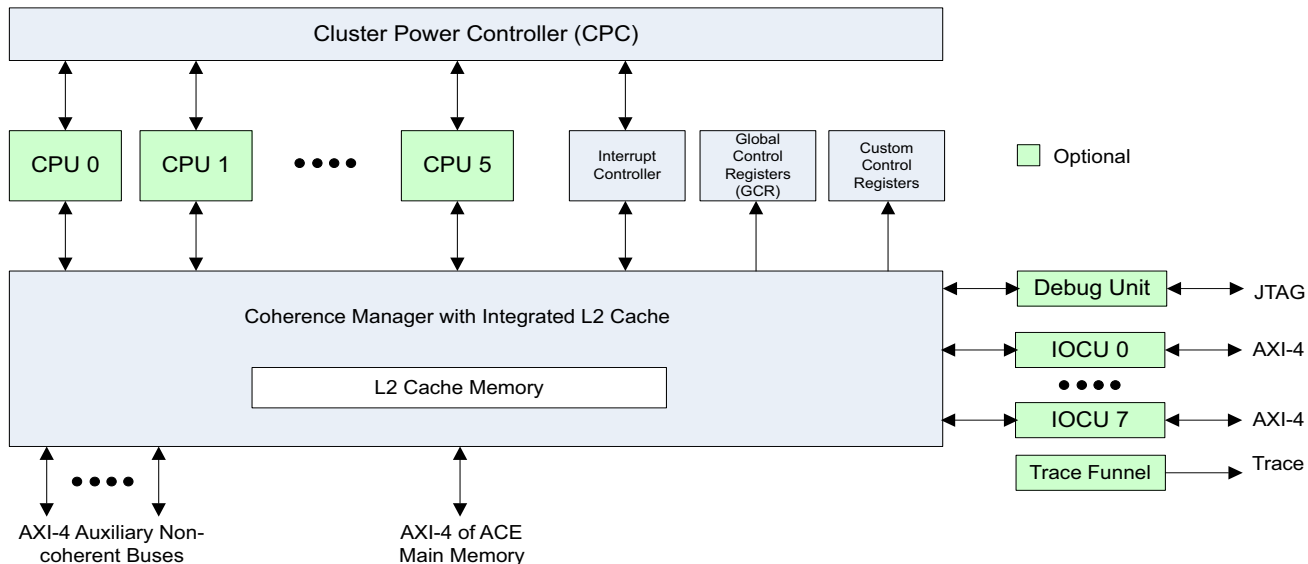 Cluster Power Controller (CPC)
CPU 0
CPU 1
CPU 5
Interrupt
Controller
Global
Control
Registers
(GCR)
Custom
Control
Registers
Optional
Coherence Manager with Integrated L2 Cache
L2 Cache Memory
Debug Unit
JTAG
IOCU 0
AXI-4
IOCU 7
AXI-4
Trace Funnel
Trace
AXI-4 Auxiliary Non-
coherent Buses
AXI-4 of ACE
Main Memory